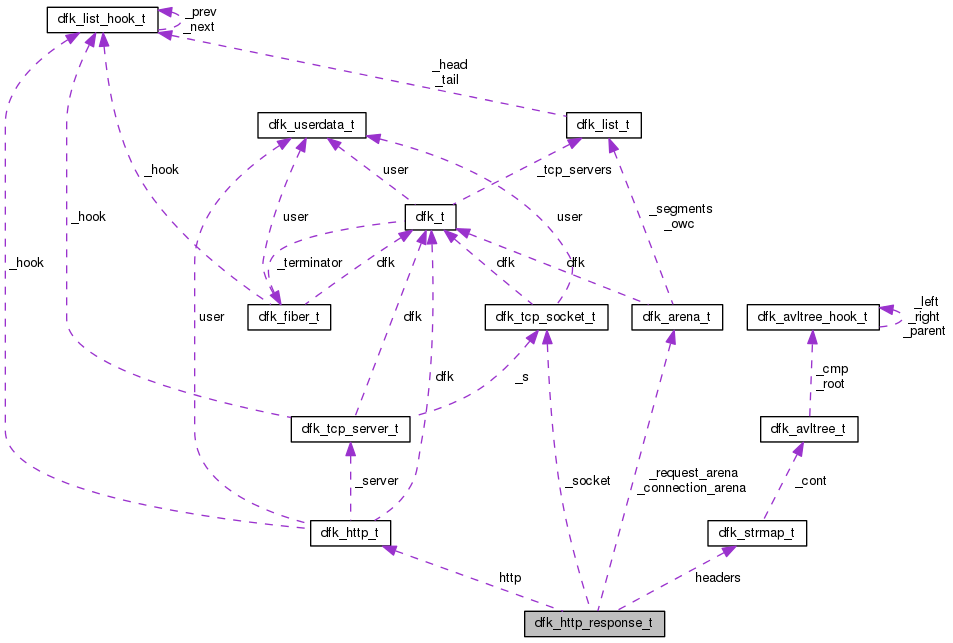 dfk_list_hook_t
_prev
_next
_head
_tail
dfk_userdata_t
dfk_list_t
_hook
user
_tcp_servers
_segments
_owc
_hook
user
dfk_t
user
_hook
_terminator
dfk
dfk
dfk
_left
_right
_parent
dfk_fiber_t
dfk_tcp_socket_t
dfk_arena_t
dfk_avltree_hook_t
user
dfk
dfk
_s
_cmp
_root
dfk_tcp_server_t
dfk_avltree_t
_server
_socket
_request_arena
_connection_arena
_cont
dfk_http_t
dfk_strmap_t
http
headers
dfk_http_response_t